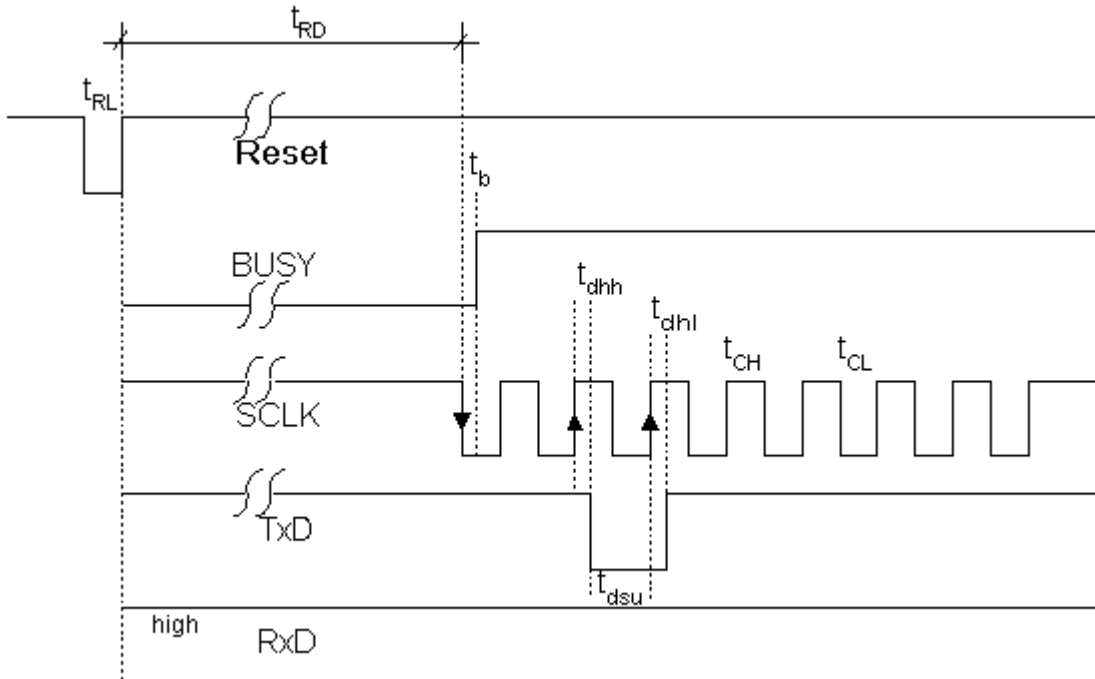 tRD
tRL
Reset
tb
BUSY
tdhh
tdhl
tCH
tCL
SCLK
TxD
tdsu
high
RxD